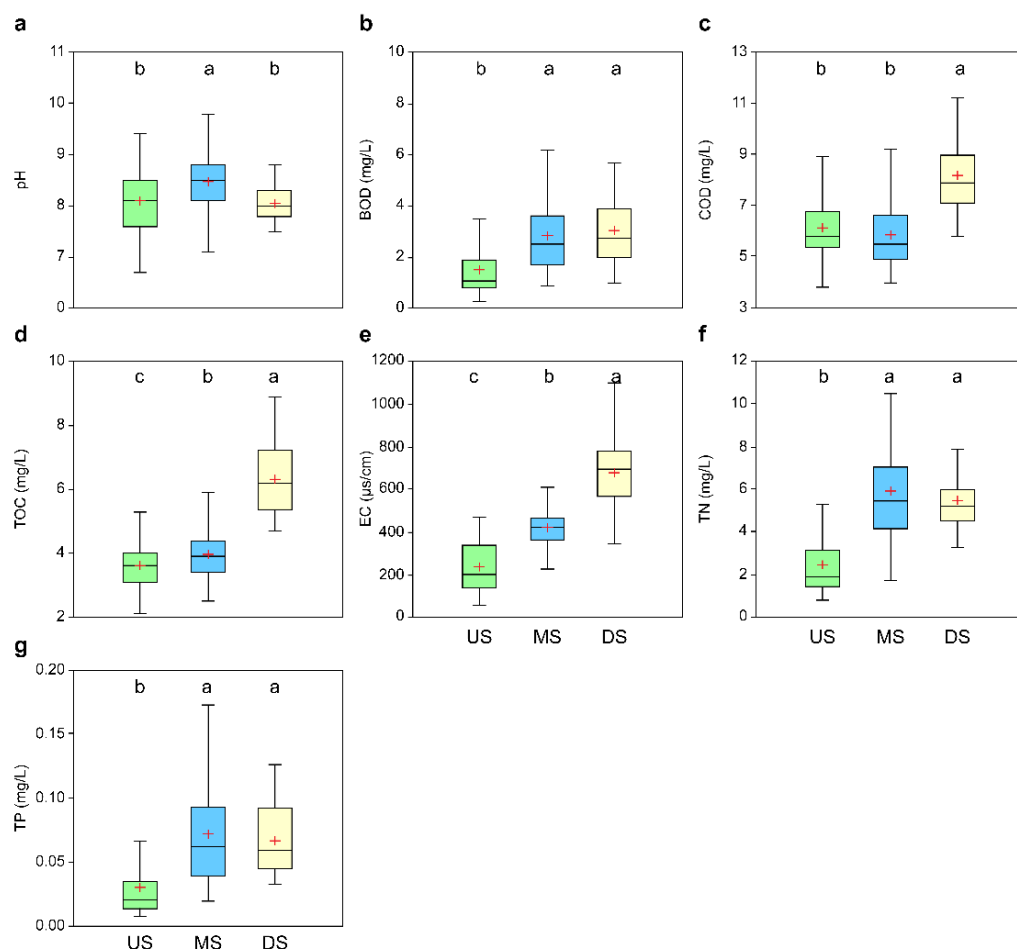 a
pH
11
10
9
8
7
0
b a b
b
BOD (mg/L)
10
8
6
4
2
0
b a a
c
COD (mg/L)
13
11
9
7
5
3
b b a
d
TOC (mg/L)
10
8
6
4
2
c b a
e
EC (µs/cm)
1200
1000
800
600
400
200
0
c b a
US MS DS
f
TN (mg/L)
12
10
8
6
4
2
0
b a a
US MS DS
g
TP (mg/L)
0.20
0.15
0.10
0.05
0.00
b a a
US MS DS